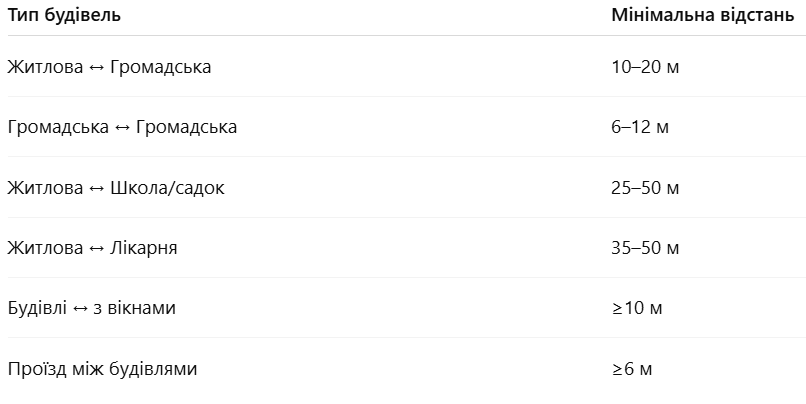 Тип будівель Мінімальна відстань
Житлова ↔ Громадська 10–20 м
Громадська ↔ Громадська 6–12 м
Житлова ↔ Школа/садок 25–50 м
Житлова ↔ Лікарня 35–50 м
Будівлі ↔ з вікнами ≥10 м
Проїзд між будівлями ≥6 м